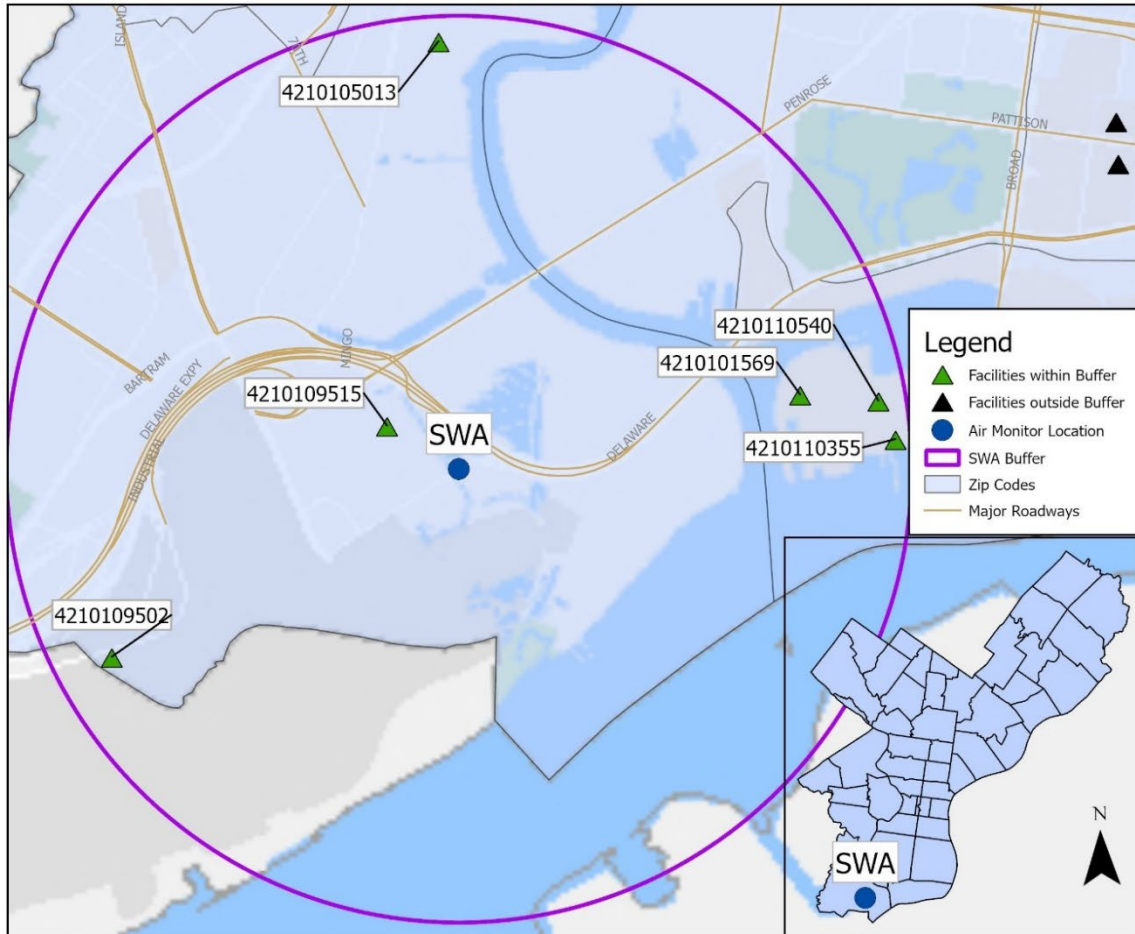 ISLAND
70TH
4210105013
PENROSE
PATTISON
BROAD
4210110540
MINGO
BARTRAM
DELAWARE EXPY
4210101569
4210109515
SWA
DELAWARE
4210110355
INDUSTRIAL
4210109502
Legend
Facilities within Buffer
Facilities outside Buffer
Air Monitor Location
SWA Buffer
Zip Codes
Major Roadways
N
SWA